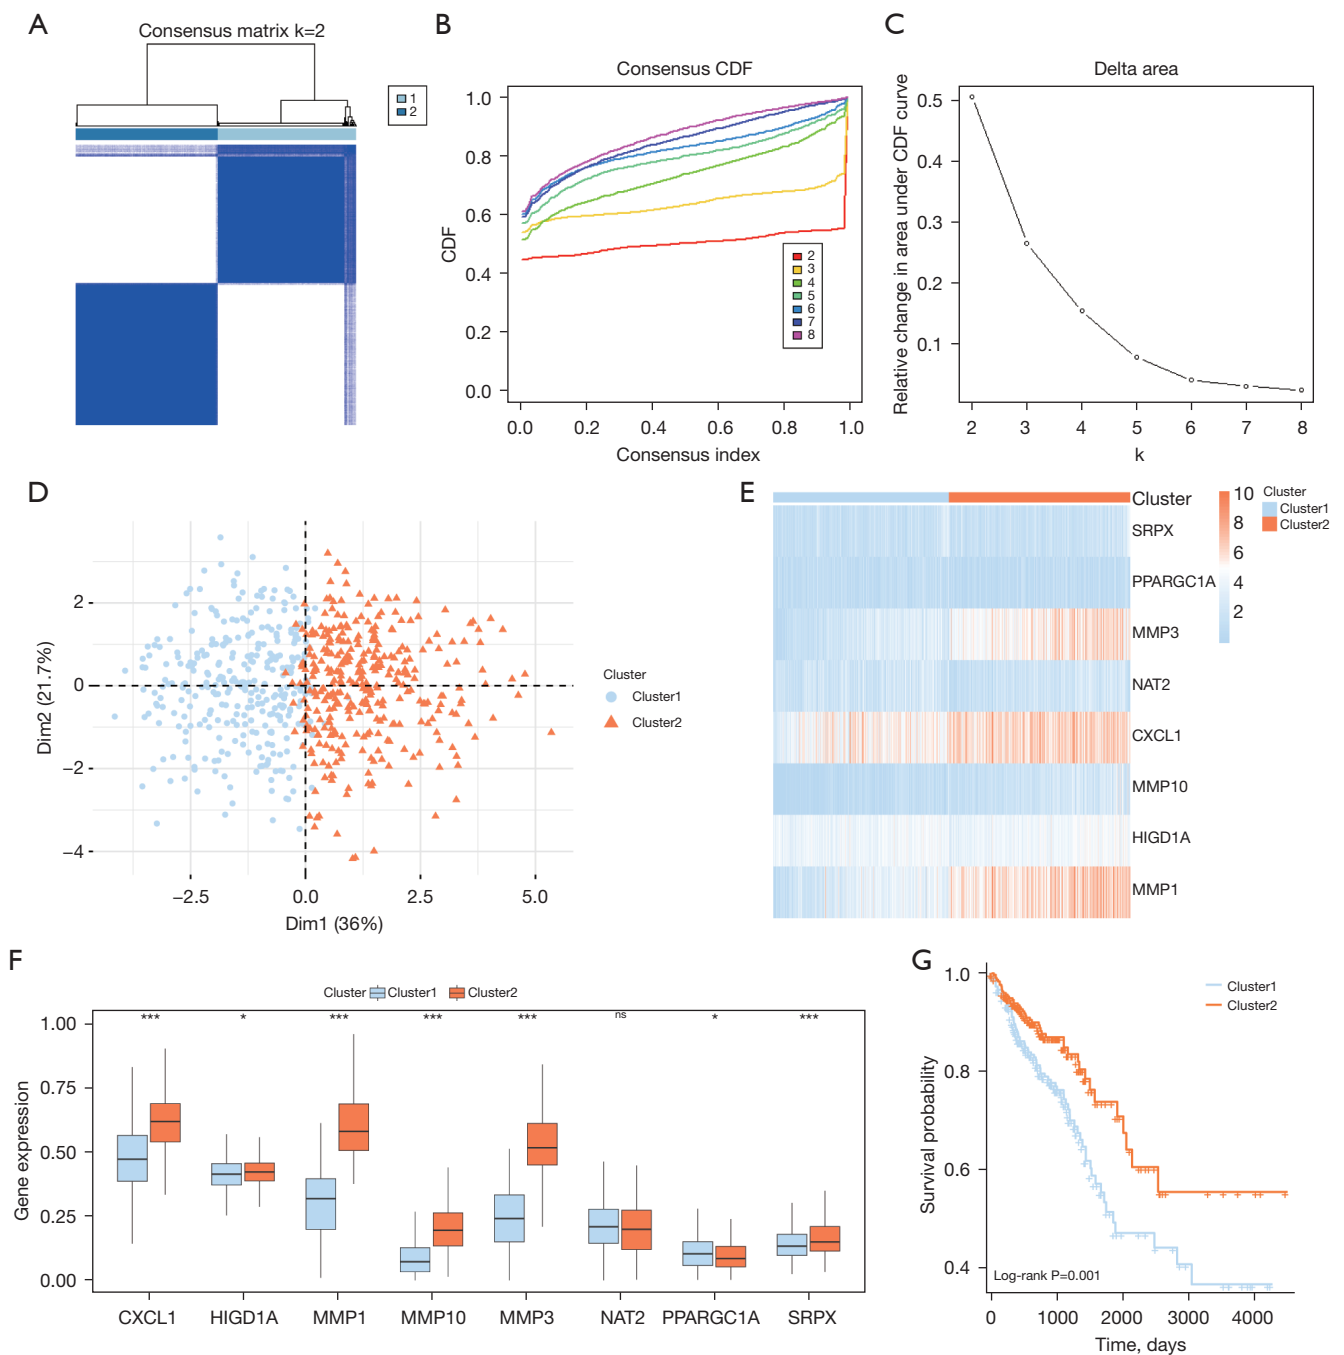 A
Consensus matrix k=2
1
2
B
Consensus CDF
CDF
1.0
0.8
0.6
0.4
0.2
0.0
2
3
4
5
6
7
8
0.0 0.2 0.4 0.6 0.8 1.0
Consensus index
C
Delta area
Relative change in area under CDF curve
0.5
0.4
0.3
0.2
0.1
2 3 4 5 6 7 8
k
D
Dim2 (21.7%)
2
0
−2
−4
−2.5 0.0 2.5 5.0
Dim1 (36%)
Cluster
Cluster1
Cluster2
E
Cluster
SRPX
PPARGC1A
MMP3
NAT2
CXCL1
MMP10
HIGD1A
MMP1
10
8
6
4
2
Cluster
Cluster1
Cluster2
F
Cluster Cluster1 Cluster2
Gene expression
1.00
0.75
0.50
0.25
0.00
*** * *** *** *** ns * ***
CXCL1 HIGD1A MMP1 MMP10 MMP3 NAT2 PPARGC1A SRPX
G
Survival probability
1.0
0.8
0.6
0.4
Cluster1
Cluster2
Log-rank P=0.001
0 1000 2000 3000 4000
Time, days